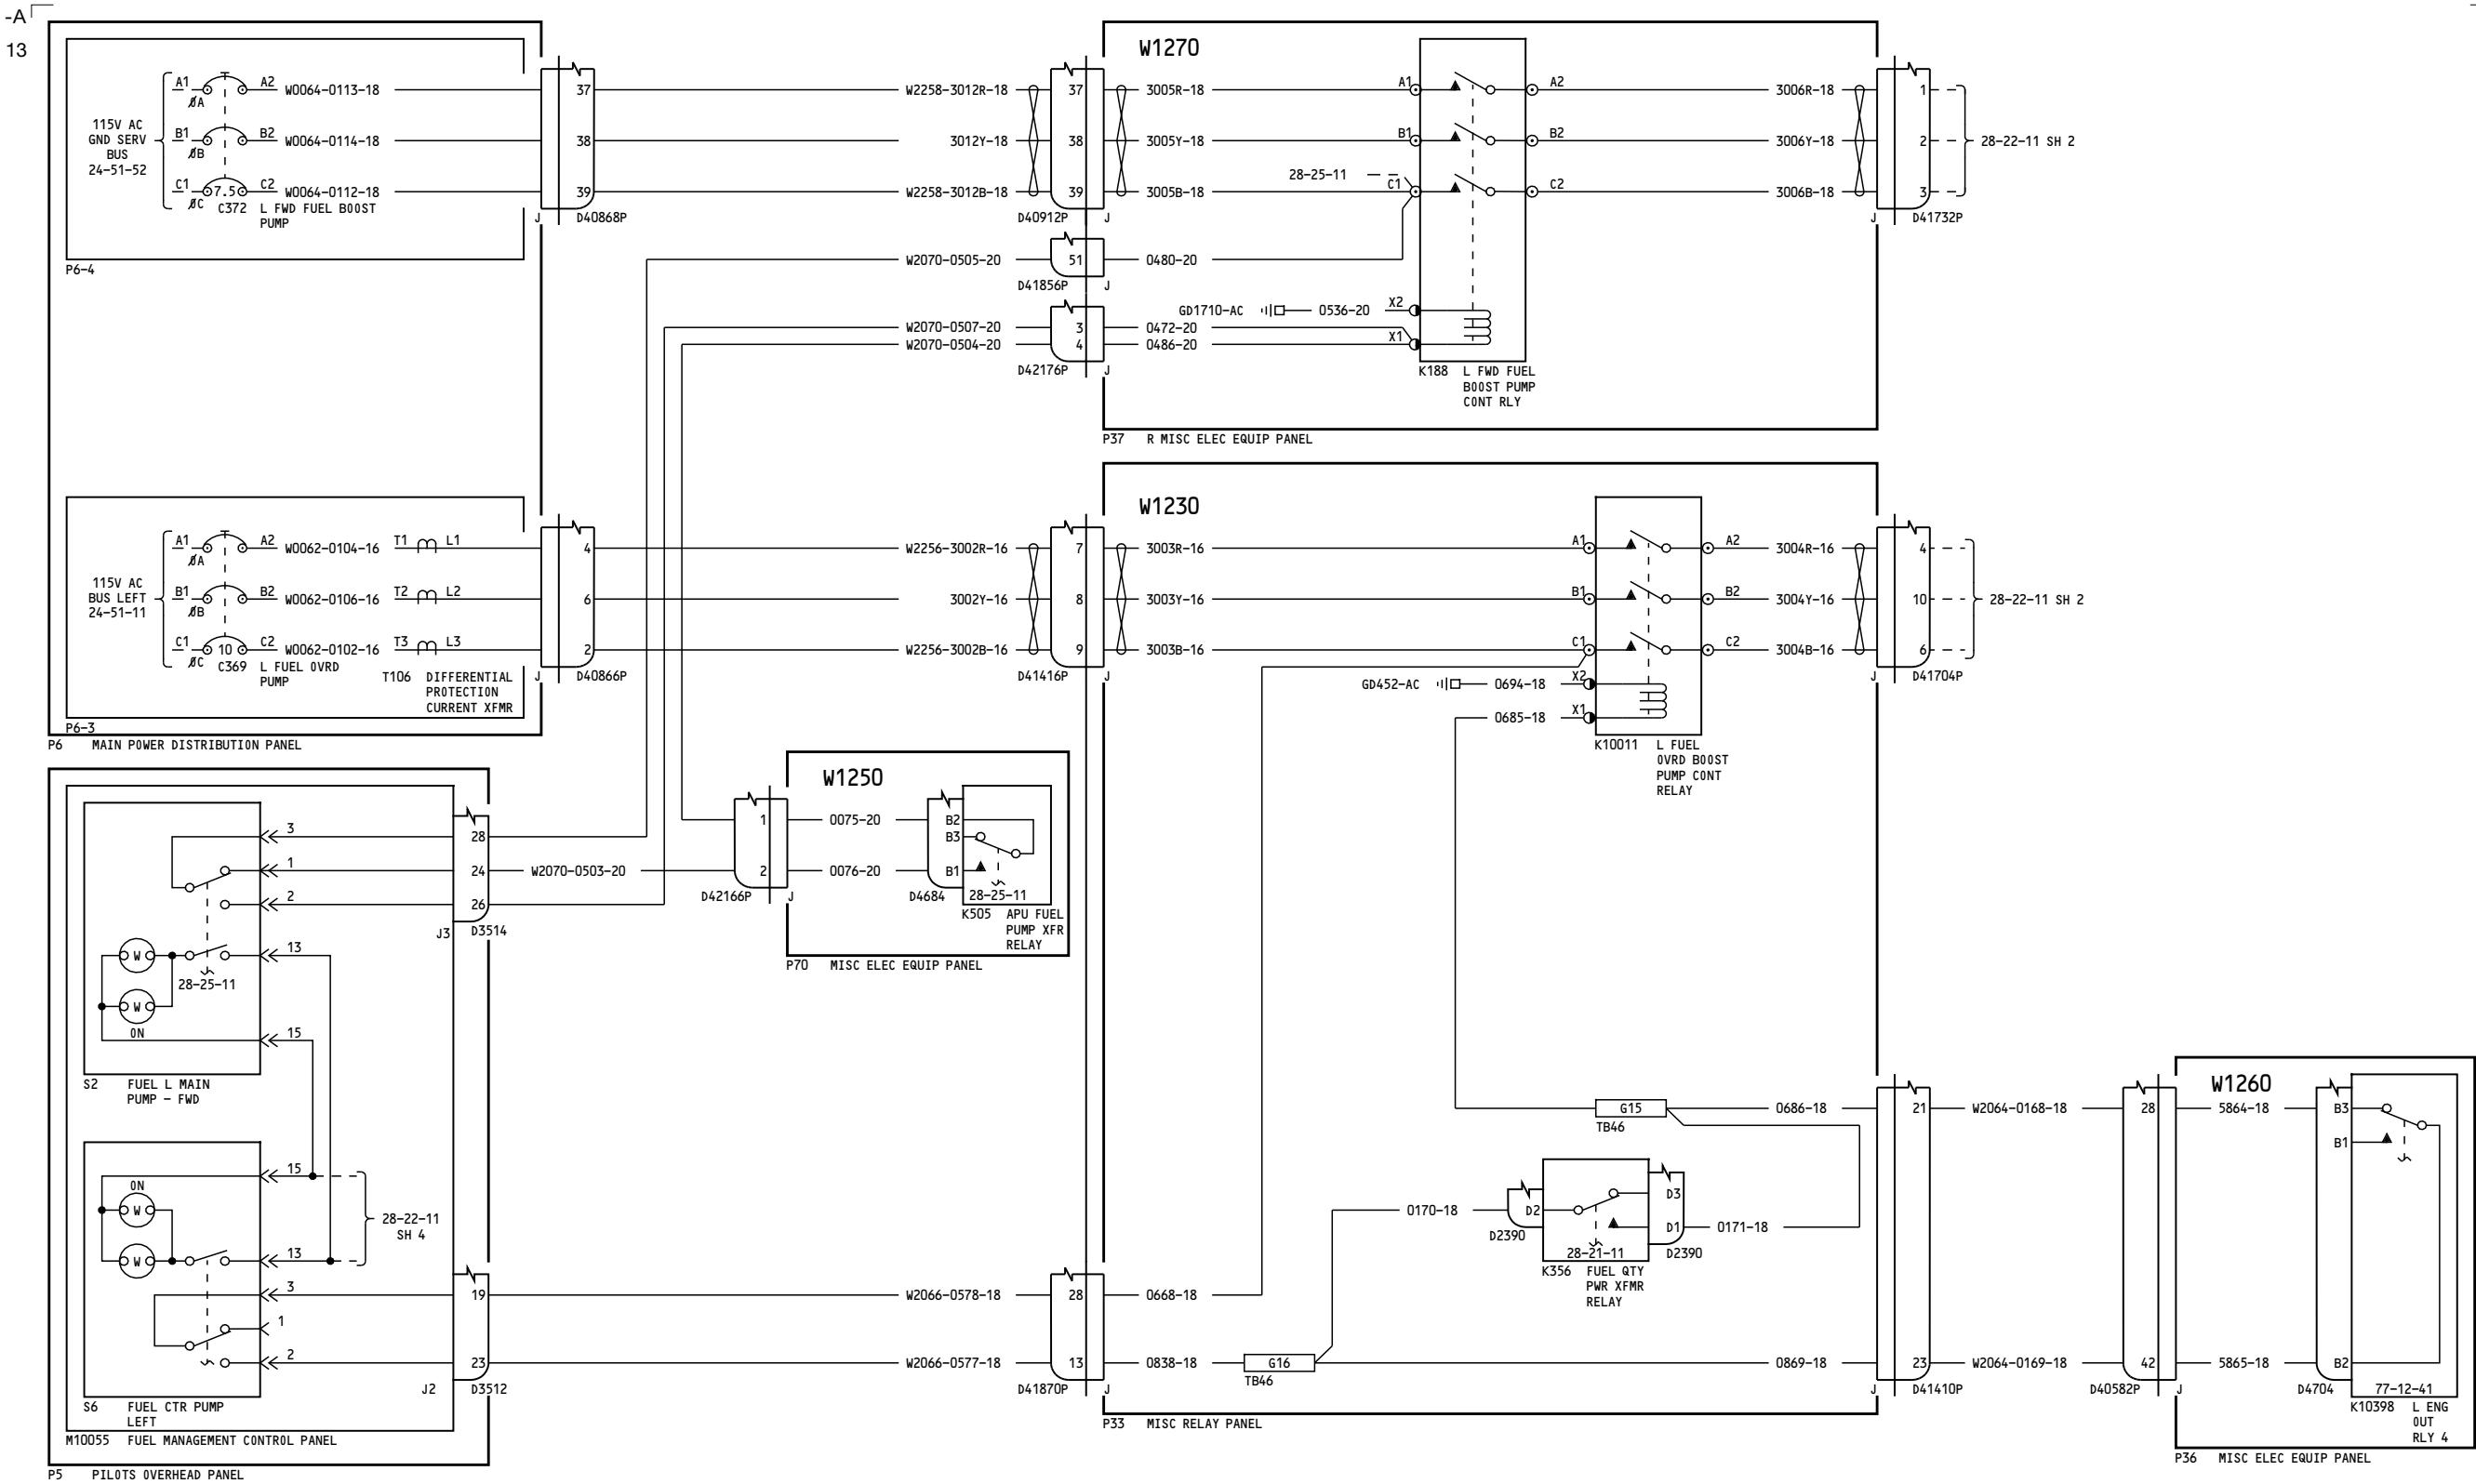 -A
13
W1270
A1
A2
W0064-0113-18
37
W2258-3012R-18
37
3005R-18
A1
A2
3006R-18
1
ØA
115V AC
GND SERV
BUS
24-51-52
B1
B2
W0064-0114-18
38
3012Y-18
38
3005Y-18
B1
B2
3006Y-18
2
28-22-11 SH 2
ØB
28-25-11
C1
7.5
C2
W0064-0112-18
39
W2258-3012B-18
39
3005B-18
C1
C2
3006B-18
3
ØC
C372
L FWD FUEL BOOST
PUMP
J
D40868P
D40912P
J
J
D41732P
P6-4
W2070-0505-20
51
0480-20
D41856P
J
GD1710-AC
0536-20
X2
W2070-0507-20
3
0472-20
W2070-0504-20
4
0486-20
X1
D42176P
J
K188
L FWD FUEL
BOOST PUMP
CONT RLY
P37
R MISC ELEC EQUIP PANEL
W1230
A1
A2
W0062-0104-16
T1
L1
4
W2256-3002R-16
7
3003R-16
A1
A2
3004R-16
4
ØA
115V AC
BUS LEFT
24-51-11
B1
B2
W0062-0106-16
T2
L2
6
3002Y-16
8
3003Y-16
B1
B2
3004Y-16
10
28-22-11 SH 2
ØB
C1
10
C2
W0062-0102-16
T3
L3
2
W2256-3002B-16
9
3003B-16
C1
C2
3004B-16
6
ØC
C369
L FUEL OVRD
PUMP
T106
DIFFERENTIAL
PROTECTION
CURRENT XFMR
J
D40866P
D41416P
J
J
D41704P
GD452-AC
0694-18
X2
0685-18
X1
P6-3
P6
MAIN POWER DISTRIBUTION PANEL
K10011
L FUEL
OVRD BOOST
PUMP CONT
RELAY
W1250
3
28
1
0075-20
B2
B3
1
24
W2070-0503-20
2
0076-20
B1
2
26
D42166P
J
D4684
28-25-11
K505
APU FUEL
PUMP XFR
RELAY
J3
D3514
P70
MISC ELEC EQUIP PANEL
W
13
28-25-11
W
ON
15
S2
FUEL L MAIN
PUMP - FWD
W1260
G15
TB46
0686-18
21
W2064-0168-18
28
5864-18
B3
B1
15
ON
W
28-22-11
SH 4
W
13
0170-18
D2
D3
D1
0171-18
D2390
28-21-11
D2390
K356
FUEL QTY
PWR XFMR
RELAY
3
19
W2066-0578-18
28
0668-18
1
2
23
W2066-0577-18
13
0838-18
G16
TB46
0869-18
23
W2064-0169-18
42
5865-18
B2
J2
D3512
D41870P
J
J
D41410P
D40582P
J
D4704
77-12-41
K10398
L ENG
OUT
RLY 4
S6
FUEL CTR PUMP
LEFT
P33
MISC RELAY PANEL
M10055
FUEL MANAGEMENT CONTROL PANEL
P36
MISC ELEC EQUIP PANEL
P5
PILOTS OVERHEAD PANEL